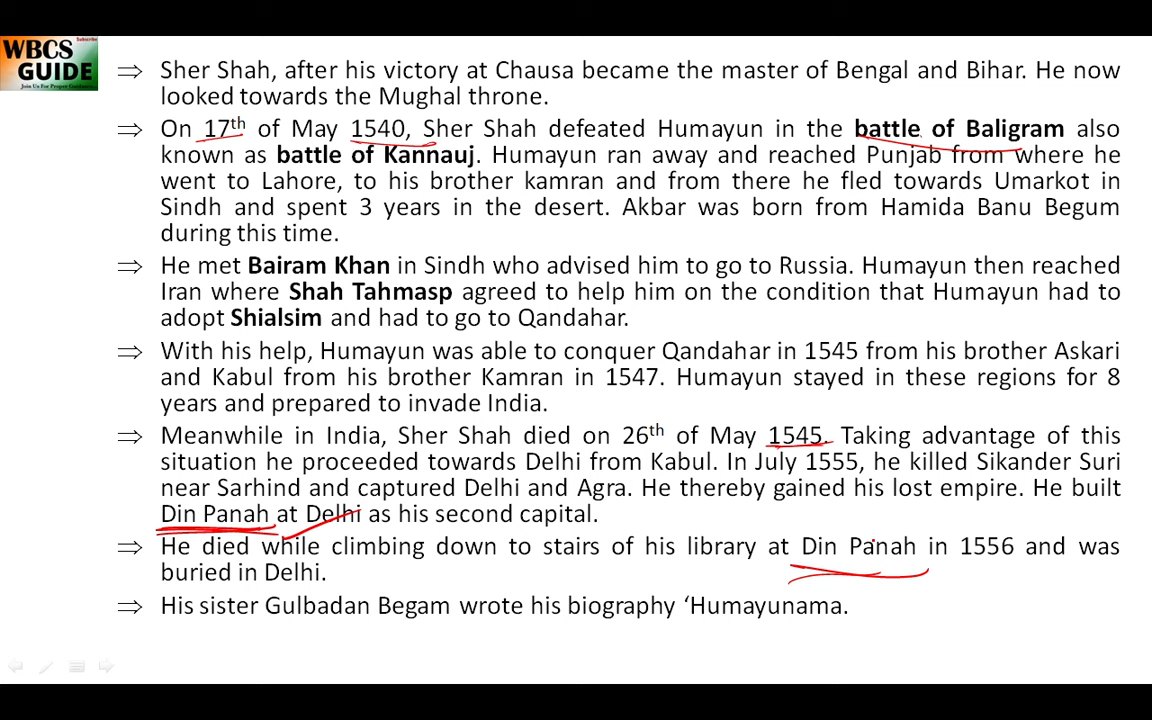 WBCS
GUIDE
⇒ Sher Shah, after his victory at Chausa became the master of Bengal and Bihar. He now
looked towards the Mughal throne.
⇒ On 17th of May 1540, Sher Shah defeated Humayun in the battle of Baligram also
known as battle of Kannauj. Humayun ran away and reached Punjab from where he
went to Lahore, to his brother kamran and from there he fled towards Umarkot in
Sindh and spent 3 years in the desert. Akbar was born from Hamida Banu Begum
during this time.
⇒ He met Bairam Khan in Sindh who advised him to go to Russia. Humayun then reached
Iran where Shah Tahmasp agreed to help him on the condition that Humayun had to
adopt Shialsim and had to go to Qandahar.
⇒ With his help, Humayun was able to conquer Qandahar in 1545 from his brother Askari
and Kabul from his brother Kamran in 1547. Humayun stayed in these regions for 8
years and prepared to invade India.
⇒ Meanwhile in India, Sher Shah died on 26th of May 1545. Taking advantage of this
situation he proceeded towards Delhi from Kabul. In July 1555, he killed Sikander Suri
near Sarhind and captured Delhi and Agra. He thereby gained his lost empire. He built
Din Panah at Delhi as his second capital.
⇒ He died while climbing down to stairs of his library at Din Panah in 1556 and was
buried in Delhi.
⇒ His sister Gulbadan Begam wrote his biography ‘Humayunama.